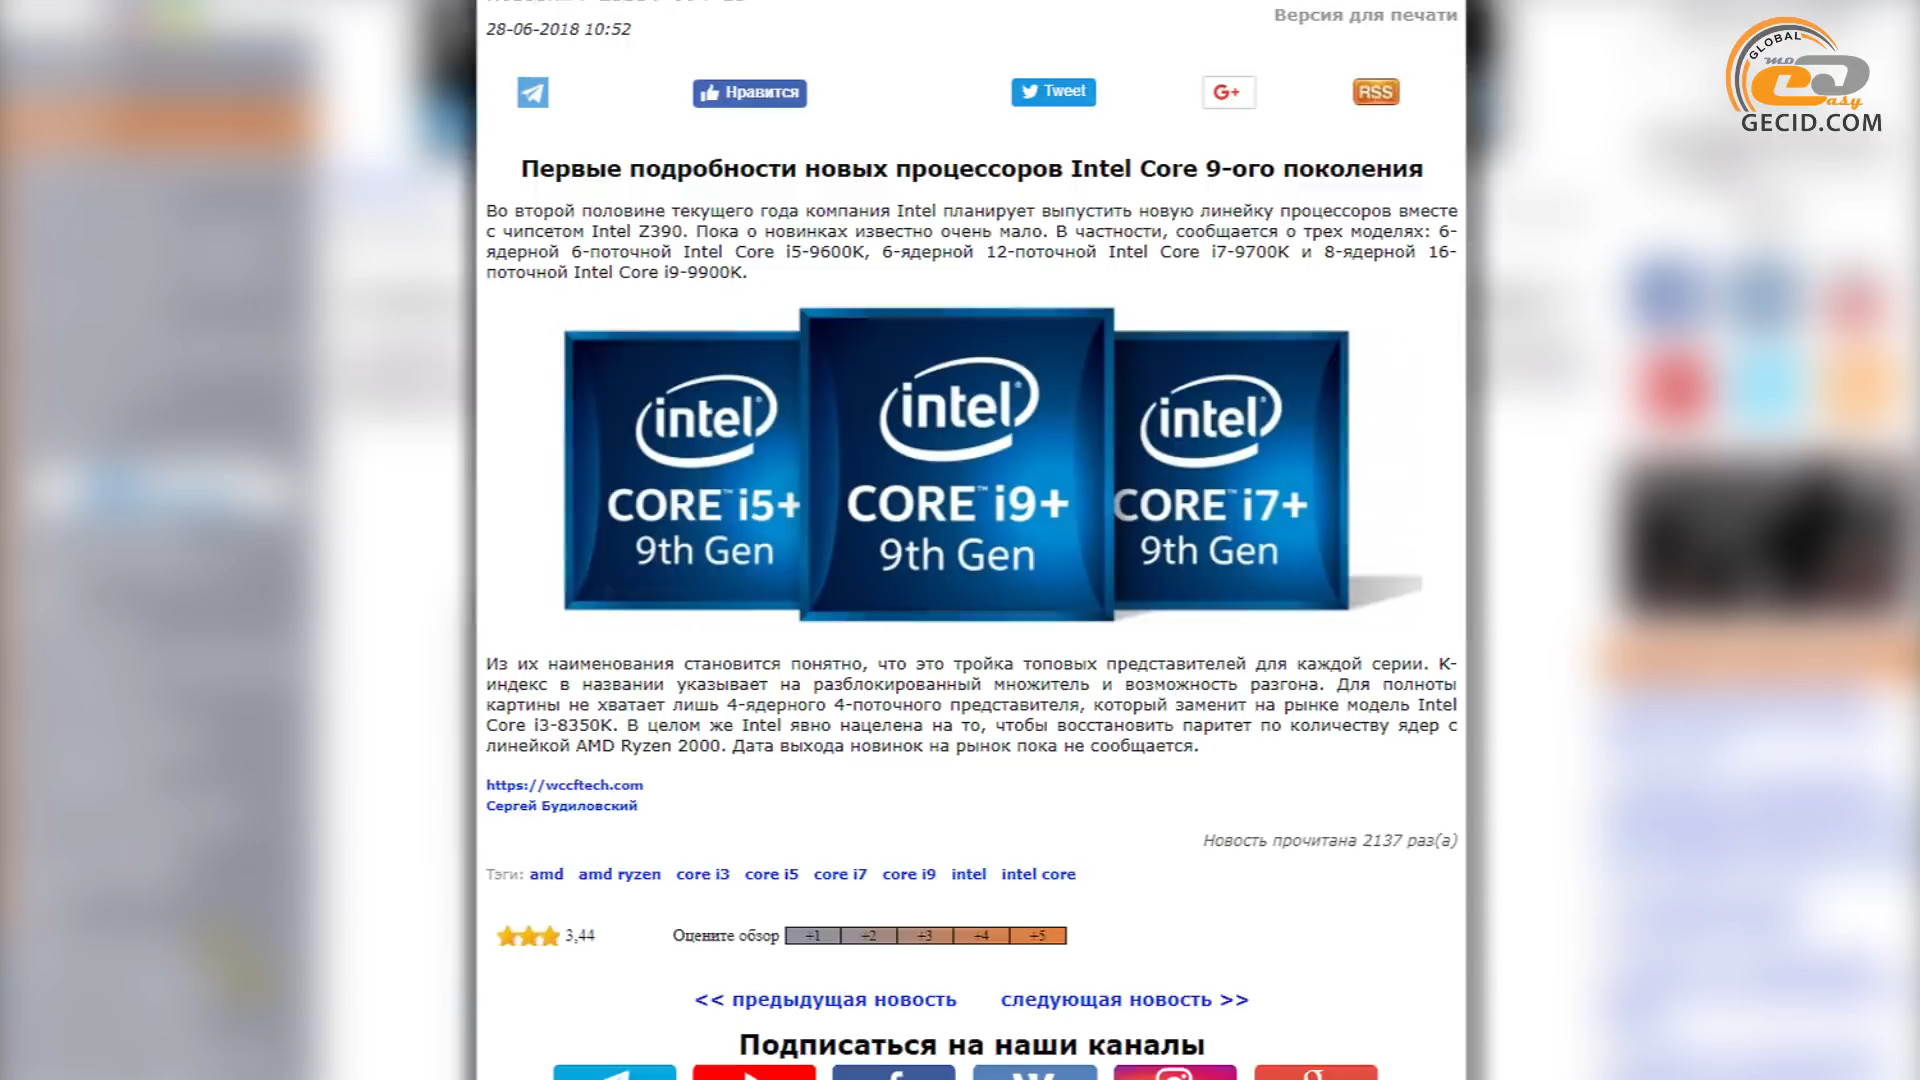 28-06-2018 10:52
Версия для печати
Нравится
Tweet
G+
RSS
GLOBAL
easy
GECID.COM
Первые подробности новых процессоров Intel Core 9-ого поколения
Во второй половине текущего года компания Intel планирует выпустить новую линейку процессоров вместе
с чипсетом Intel Z390. Пока о новинках известно очень мало. В частности, сообщается о трех моделях: 6-
ядерной 6-поточной Intel Core i5-9600K, 6-ядерной 12-поточной Intel Core i7-9700K и 8-ядерной 16-
поточной Intel Core i9-9900K.
intel® intel® intel®
CORE™ i5+ CORE™ i9+ CORE™ i7+
9th Gen 9th Gen 9th Gen
Из их наименования становится понятно, что это тройка топовых представителей для каждой серии. К-
индекс в названии указывает на разблокированный множитель и возможность разгона. Для полноты
картины не хватает лишь 4-ядерного 4-поточного представителя, который заменит на рынке модель Intel
Core i3-8350K. В целом же Intel явно нацелена на то, чтобы восстановить паритет по количеству ядер с
линейкой AMD Ryzen 2000. Дата выхода новинок на рынок пока не сообщается.
https://wccftech.com
Сергей Будиловский
Новость прочитана 2137 раз(а)
Тэги: amd amd ryzen core i3 core i5 core i7 core i9 intel intel core
3,44 Оцените обзор +1 +2 +3 +4 +5
<< предыдущая новость следующая новость >>
Подписаться на наши каналы